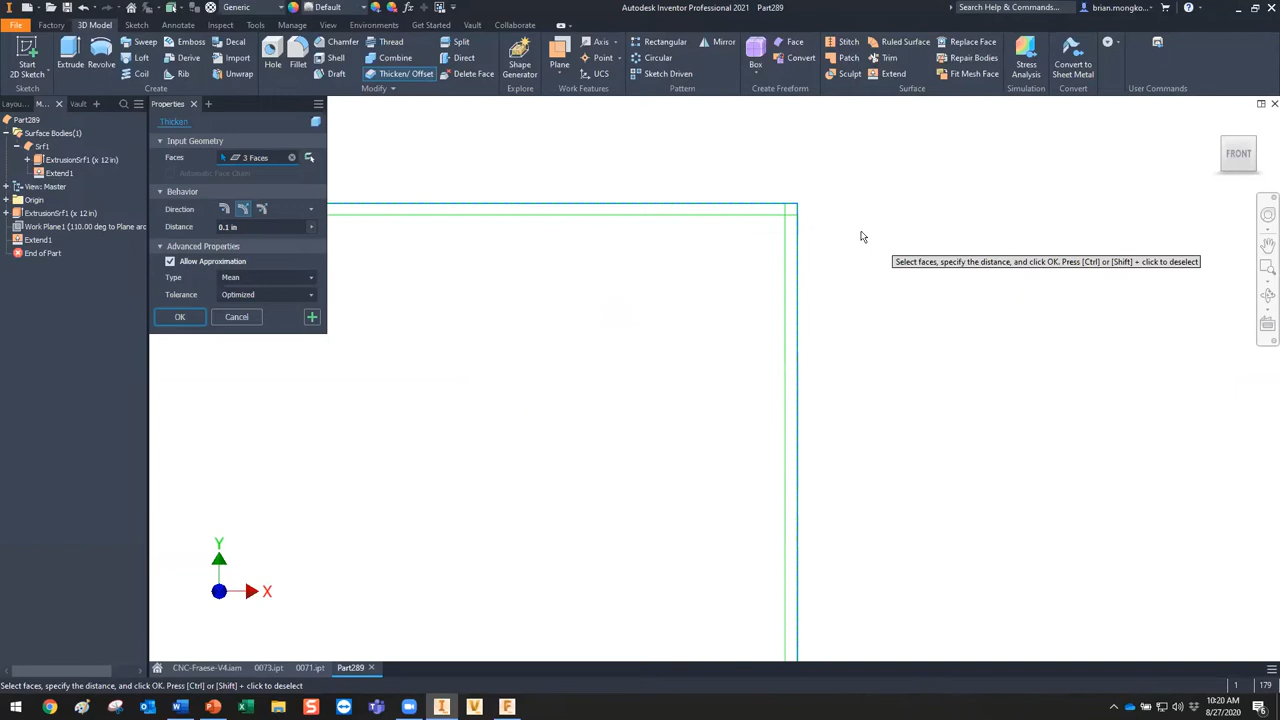 Generic
Default
Autodesk Inventor Professional 2021 Part289
Search Help & Commands...
brian.mongko...
File Factory 3D Model Sketch Annotate Inspect Tools Manage View Environments Get Started Vault Collaborate
Start
2D Sketch
Extrude Revolve
Sweep Emboss Decal
Loft Derive Import
Coil Rib Unwrap
Create
Hole Fillet
Chamfer Thread Split
Shell Combine Direct
Draft Thicken/ Offset Delete Face
Modify
Shape
Generator
Explore
Plane
Axis
Point
UCS
Work Features
Rectangular Mirror
Circular
Sketch Driven
Pattern
Box
Face
Convert
Create Freeform
Stitch Ruled Surface Replace Face
Patch Trim Repair Bodies
Sculpt Extend Fit Mesh Face
Surface
Stress
Analysis
Simulation
Convert to
Sheet Metal
Convert
User Commands
Layou... M... Vault
Part289
Surface Bodies(1)
Srf1
ExtrusionSrf1 (x 12 in)
Extend1
View: Master
Origin
ExtrusionSrf1 (x 12 in)
Work Plane1 (110.00 deg to Plane arc
Extend1
End of Part
Properties
Thicken
Input Geometry
Faces 3 Faces
Automatic Face Chain
Behavior
Direction
Distance 0.1 in
Advanced Properties
Allow Approximation
Type Mean
Tolerance Optimized
OK Cancel
FRONT
Select faces, specify the distance, and click OK. Press [Ctrl] or [Shift] + click to deselect
Y
X
CNC-Fraese-V4.iam 0073.ipt 0071.ipt Part289
Select faces, specify the distance, and click OK. Press [Ctrl] or [Shift] + click to deselect
1 179
10:20 AM
8/27/2020
6